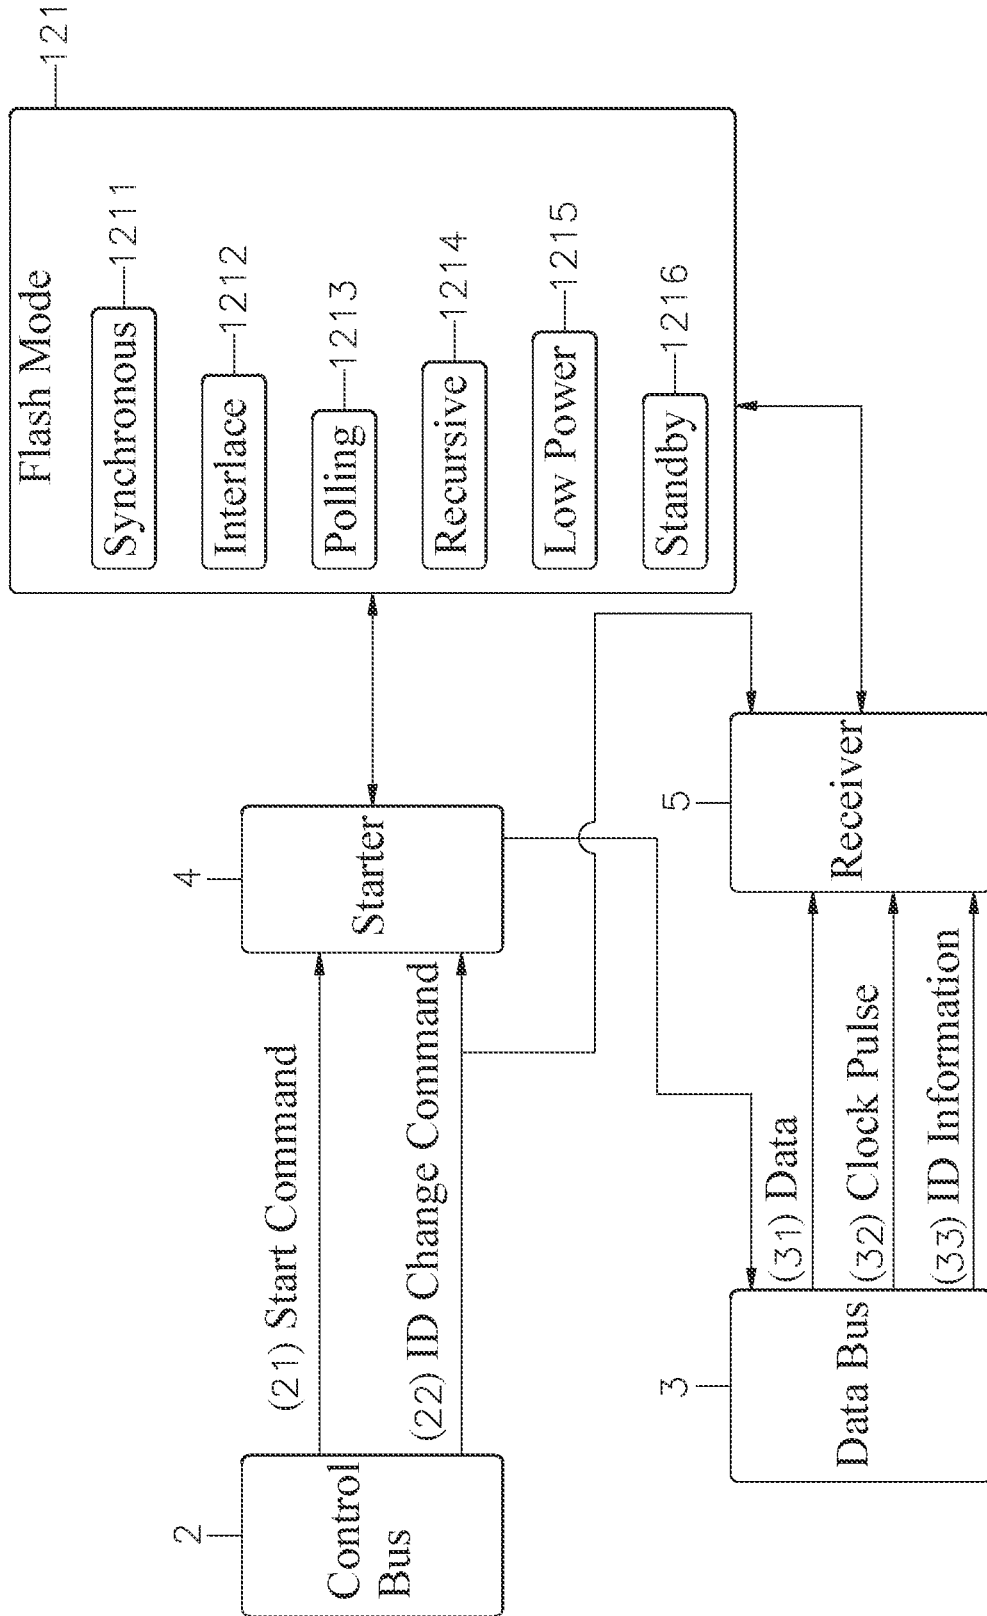 121
Flash Mode
Synchronous
1211
Interlace
1212
Polling
1213
Recursive
1214
Low Power
1215
Standby
1216
2
Control
Bus
(21) Start Command
(22) ID Change Command
4
Starter
3
Data Bus
(31) Data
(32) Clock Pulse
(33) ID Information
5
Receiver